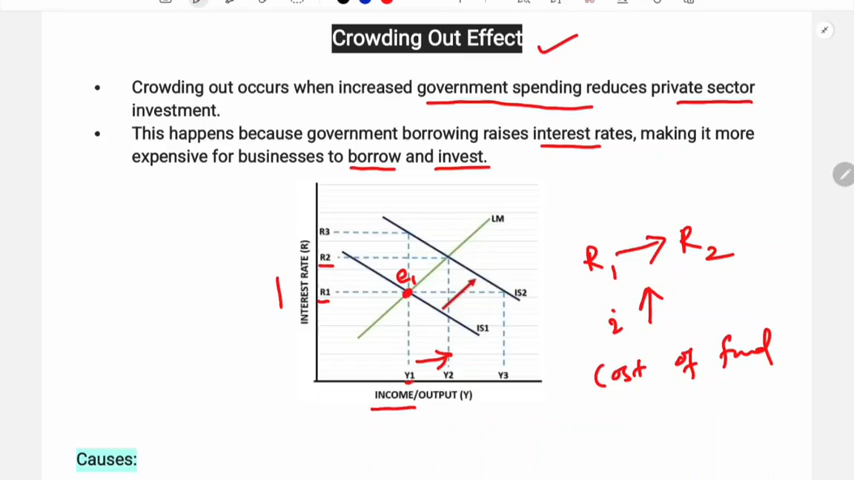 Crowding Out Effect
• Crowding out occurs when increased government spending reduces private sector
investment.
• This happens because government borrowing raises interest rates, making it more
expensive for businesses to borrow and invest.
INTEREST RATE (R)
R3
R2
R1
LM
e1
IS2
IS1
Y1
Y2
Y3
INCOME/OUTPUT (Y)
R1 → R2
i ↑
Cost of fund
Causes: